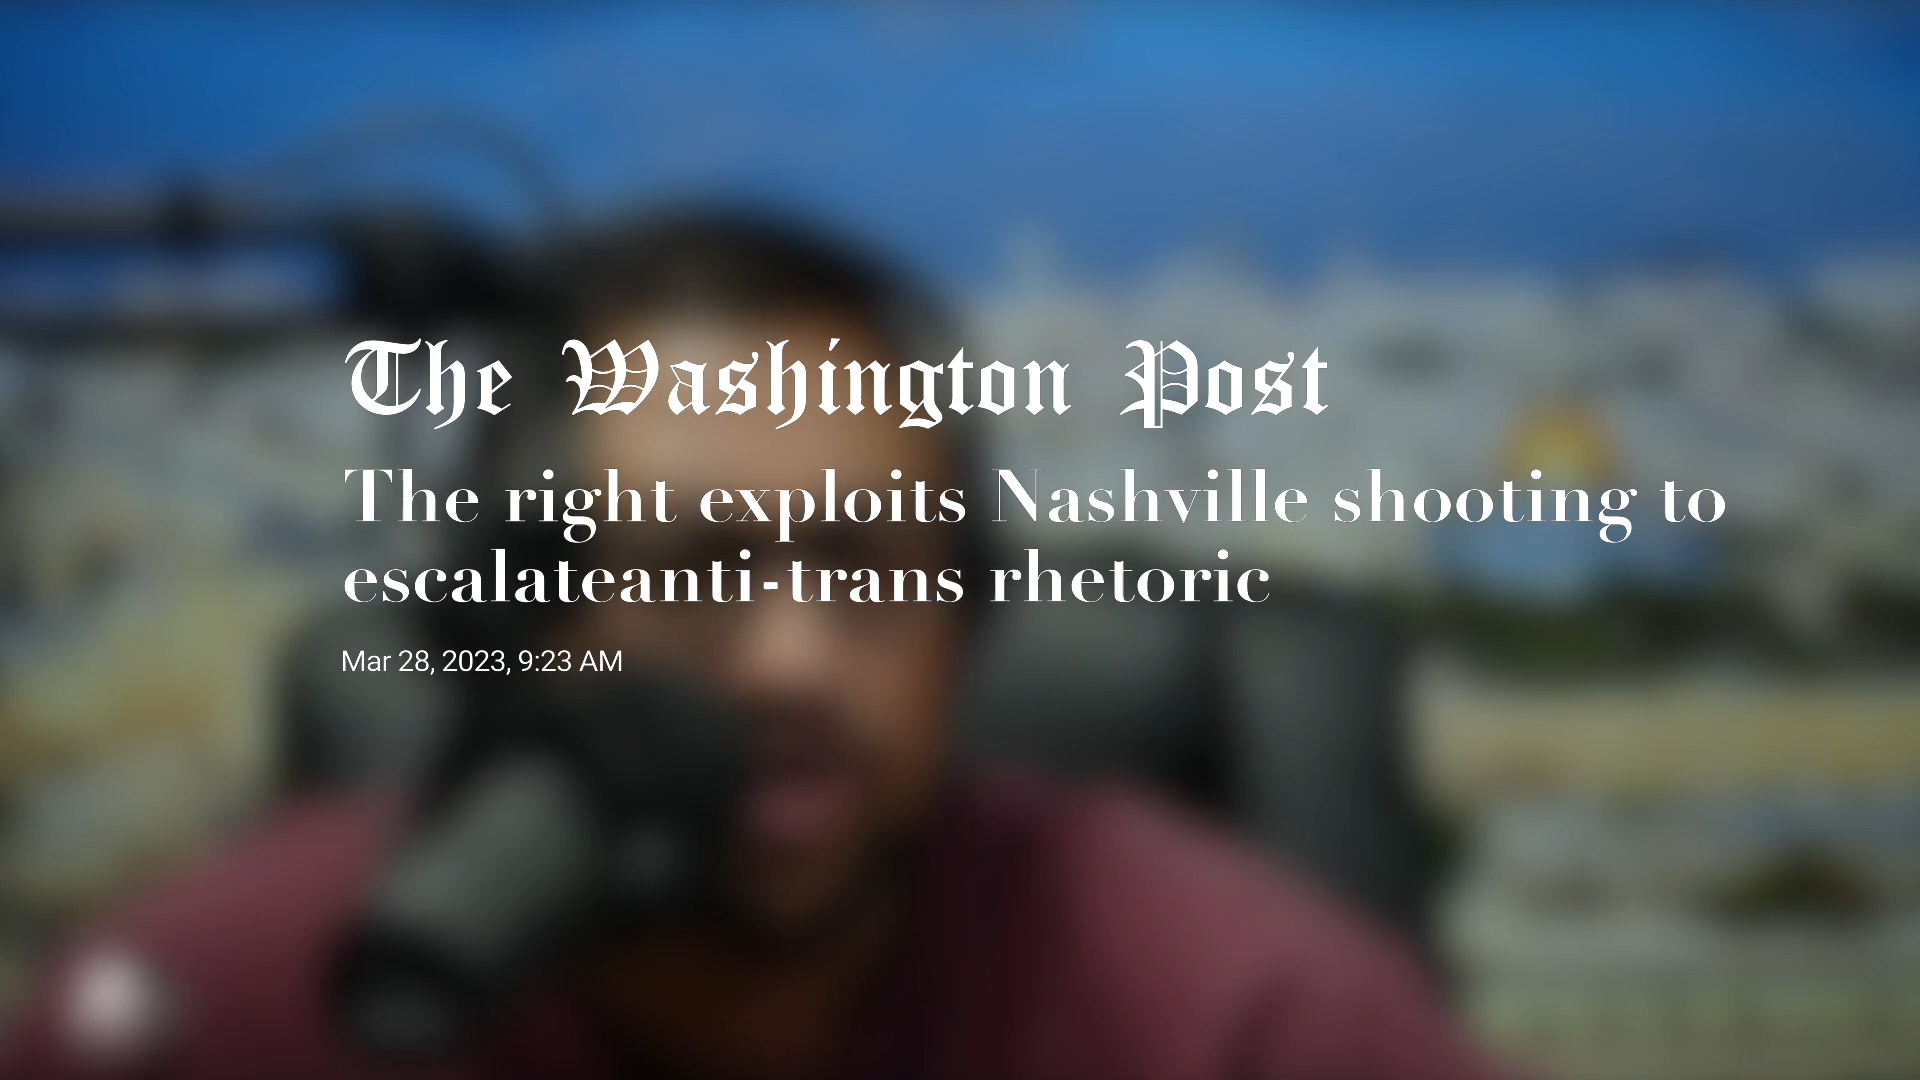 The Washington Post
The right exploits Nashville shooting to
escalateanti-trans rhetoric
Mar 28, 2023, 9:23 AM